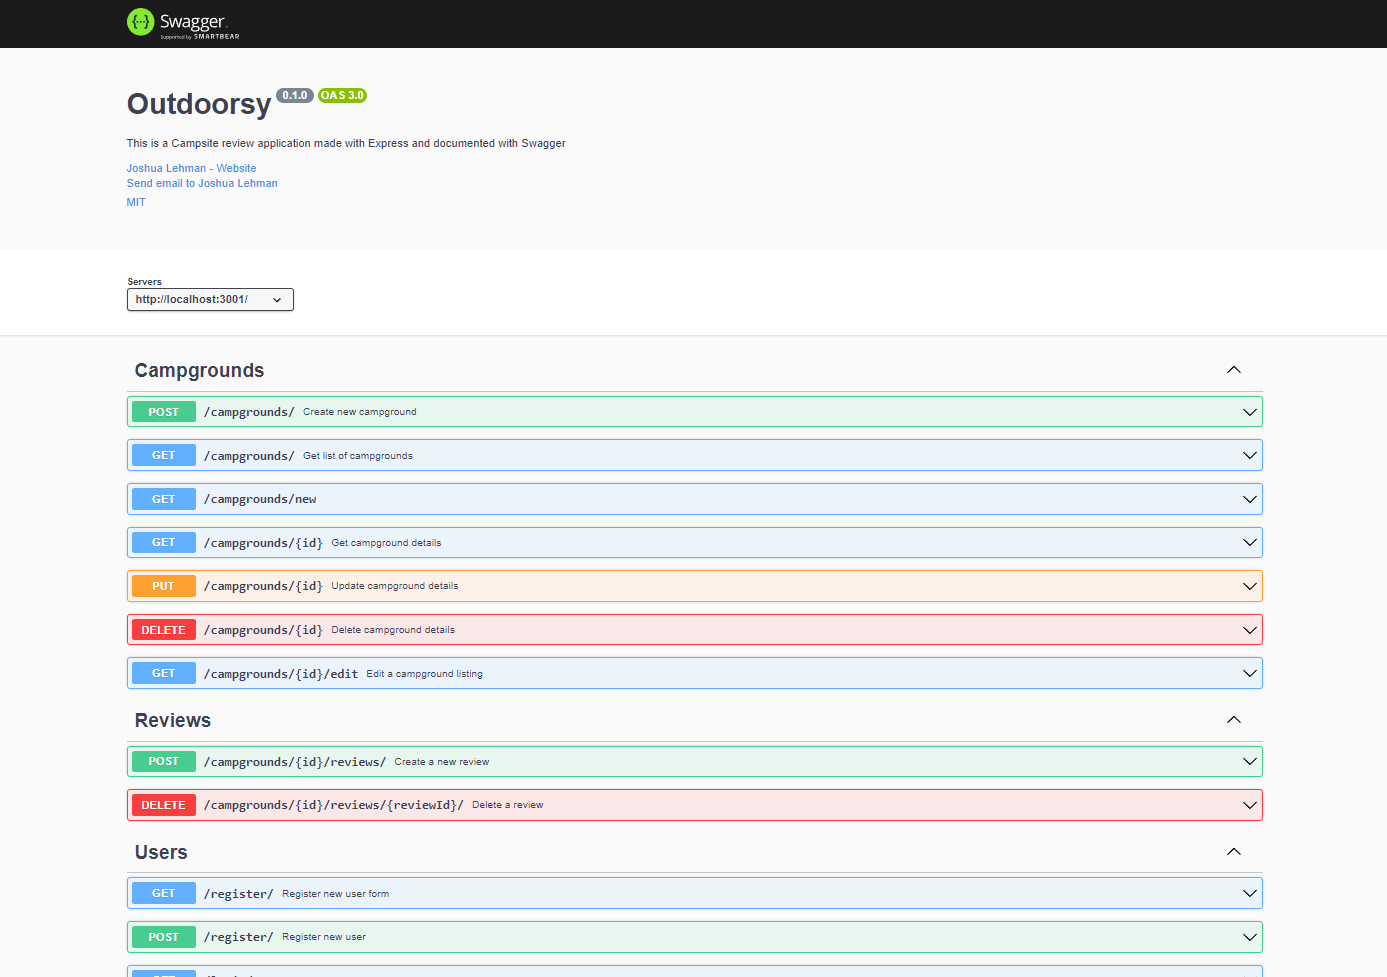 Swagger
Supported by SMARTBEAR
Outdoorsy 0.1.0 OAS 3.0
This is a Campsite review application made with Express and documented with Swagger
Joshua Lehman - Website
Send email to Joshua Lehman
MIT
Servers
http://localhost:3001/
Campgrounds
POST /campgrounds/ Create new campground
GET /campgrounds/ Get list of campgrounds
GET /campgrounds/new
GET /campgrounds/{id} Get campground details
PUT /campgrounds/{id} Update campground details
DELETE /campgrounds/{id} Delete campground details
GET /campgrounds/{id}/edit Edit a campground listing
Reviews
POST /campgrounds/{id}/reviews/ Create a new review
DELETE /campgrounds/{id}/reviews/{reviewId}/ Delete a review
Users
GET /register/ Register new user form
POST /register/ Register new user